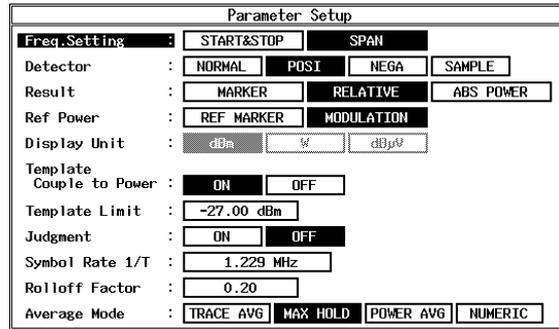 Parameter Setup
Freq.Setting : START&STOP SPAN
Detector : NORMAL POSI NEGA SAMPLE
Result : MARKER RELATIVE ABS POWER
Ref Power : REF MARKER MODULATION
Display Unit : dBm W dBµV
Template
Couple to Power : ON OFF
Template Limit : -27.00 dBm
Judgment : ON OFF
Symbol Rate 1/T : 1.229 MHz
Rolloff Factor : 0.20
Average Mode : TRACE AVG MAX HOLD POWER AVG NUMERIC